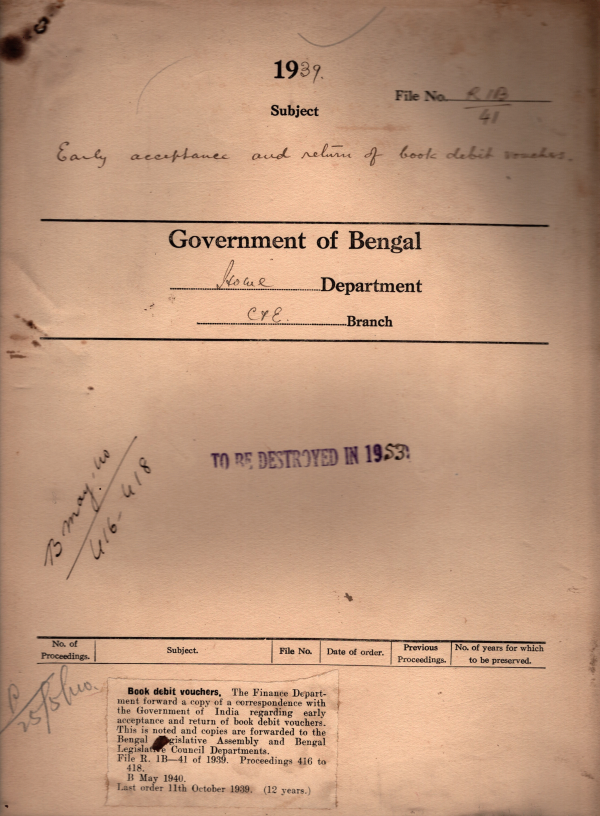 1939.
File No. R 1B
41
Subject
Early acceptance and return of book debit vouchers.
Government of Bengal
Home Department
C & E. Branch
B May. 40
416-418
TO BE DESTROYED IN 1953
No. of Proceedings.
Subject.
File No.
Date of order.
Previous Proceedings.
No. of years for which to be preserved.
25/5/40.
Book debit vouchers. The Finance Depart-
ment forward a copy of a correspondence with
the Government of India regarding early
acceptance and return of book debit vouchers.
This is noted and copies are forwarded to the
Bengal Legislative Assembly and Bengal
Legislative Council Departments.
File R. 1B—41 of 1939. Proceedings 416 to
418.
B May 1940.
Last order 11th October 1939. (12 years.)